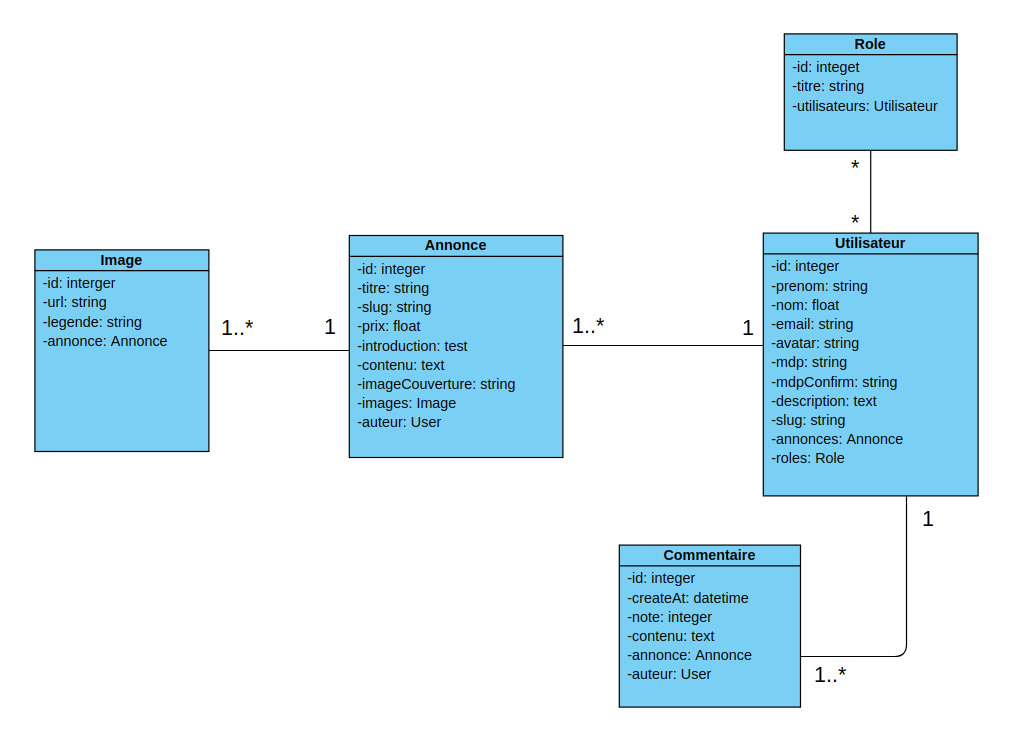 Role
-id: integet
-titre: string
-utilisateurs: Utilisateur
*
*
Image
-id: interger
-url: string
-legende: string
-annonce: Annonce
1..*
1
Annonce
-id: integer
-titre: string
-slug: string
-prix: float
-introduction: test
-contenu: text
-imageCouverture: string
-images: Image
-auteur: User
1..*
1
Utilisateur
-id: integer
-prenom: string
-nom: float
-email: string
-avatar: string
-mdp: string
-mdpConfirm: string
-description: text
-slug: string
-annonces: Annonce
-roles: Role
1
Commentaire
-id: integer
-createAt: datetime
-note: integer
-contenu: text
-annonce: Annonce
-auteur: User
1..*